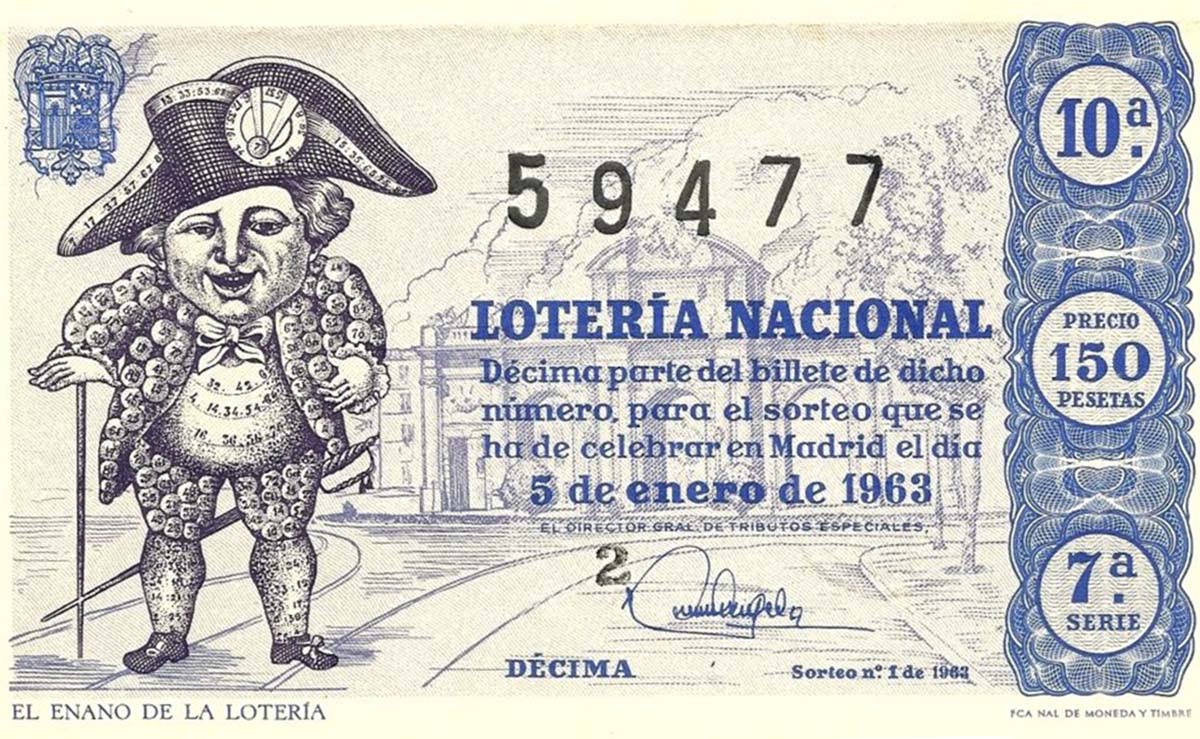 59477
LOTERÍA NACIONAL
Décima parte del billete de dicho
número, para el sorteo que se
ha de celebrar en Madrid el día
5 de enero de 1963
EL DIRECTOR GRAL. DE TRIBUTOS ESPECIALES,
2
DÉCIMA
Sorteo nº. 1 de 1963
10.ª
PRECIO
150
PESETAS
7.ª
SERIE
EL ENANO DE LA LOTERÍA
FCA NAL DE MONEDA Y TIMBRE